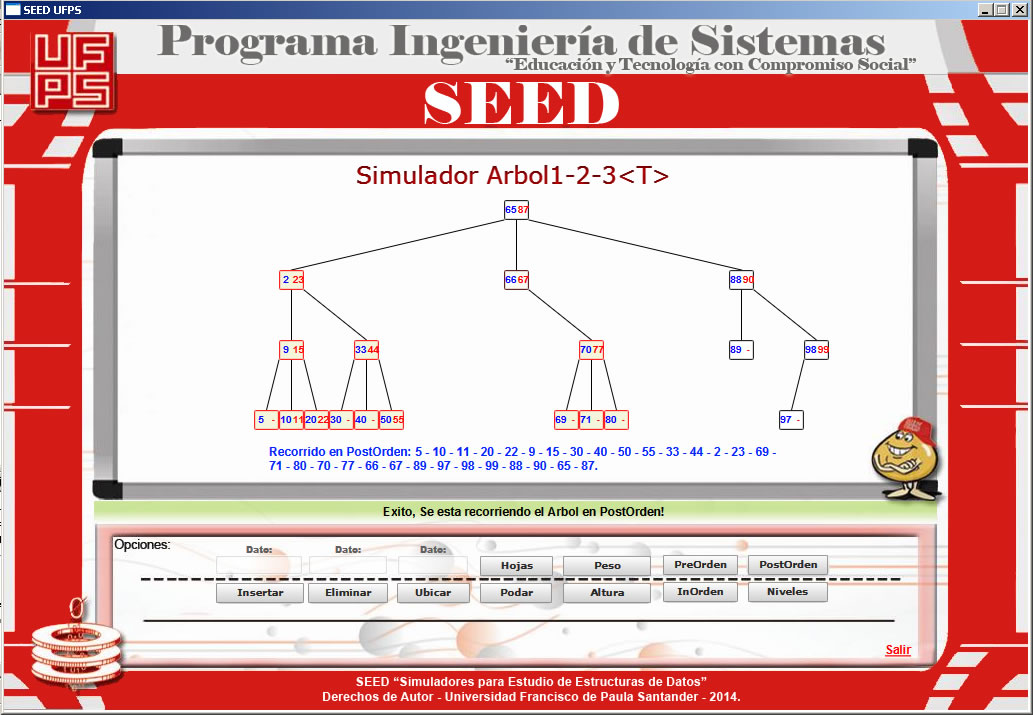 SEED UFPS
UF
PS
Programa Ingeniería de Sistemas
“Educación y Tecnología con Compromiso Social”
SEED
Simulador Arbol1-2-3<T>
65 87
2 23
66 67
88 90
9 15
33 44
70 77
89 -
98 99
5 -
10 11
20 22
30 -
40 -
50 55
69 -
71 -
80 -
97 -
Recorrido en PostOrden: 5 - 10 - 11 - 20 - 22 - 9 - 15 - 30 - 40 - 50 - 55 - 33 - 44 - 2 - 23 - 69 -
71 - 80 - 70 - 77 - 66 - 67 - 89 - 97 - 98 - 99 - 88 - 90 - 65 - 87.
Exito, Se esta recorriendo el Arbol en PostOrden!
Opciones:
Dato: Dato: Dato:
Hojas Peso PreOrden PostOrden
Insertar Eliminar Ubicar Podar Altura InOrden Niveles
Salir
SEED “Simuladores para Estudio de Estructuras de Datos”
Derechos de Autor - Universidad Francisco de Paula Santander - 2014.